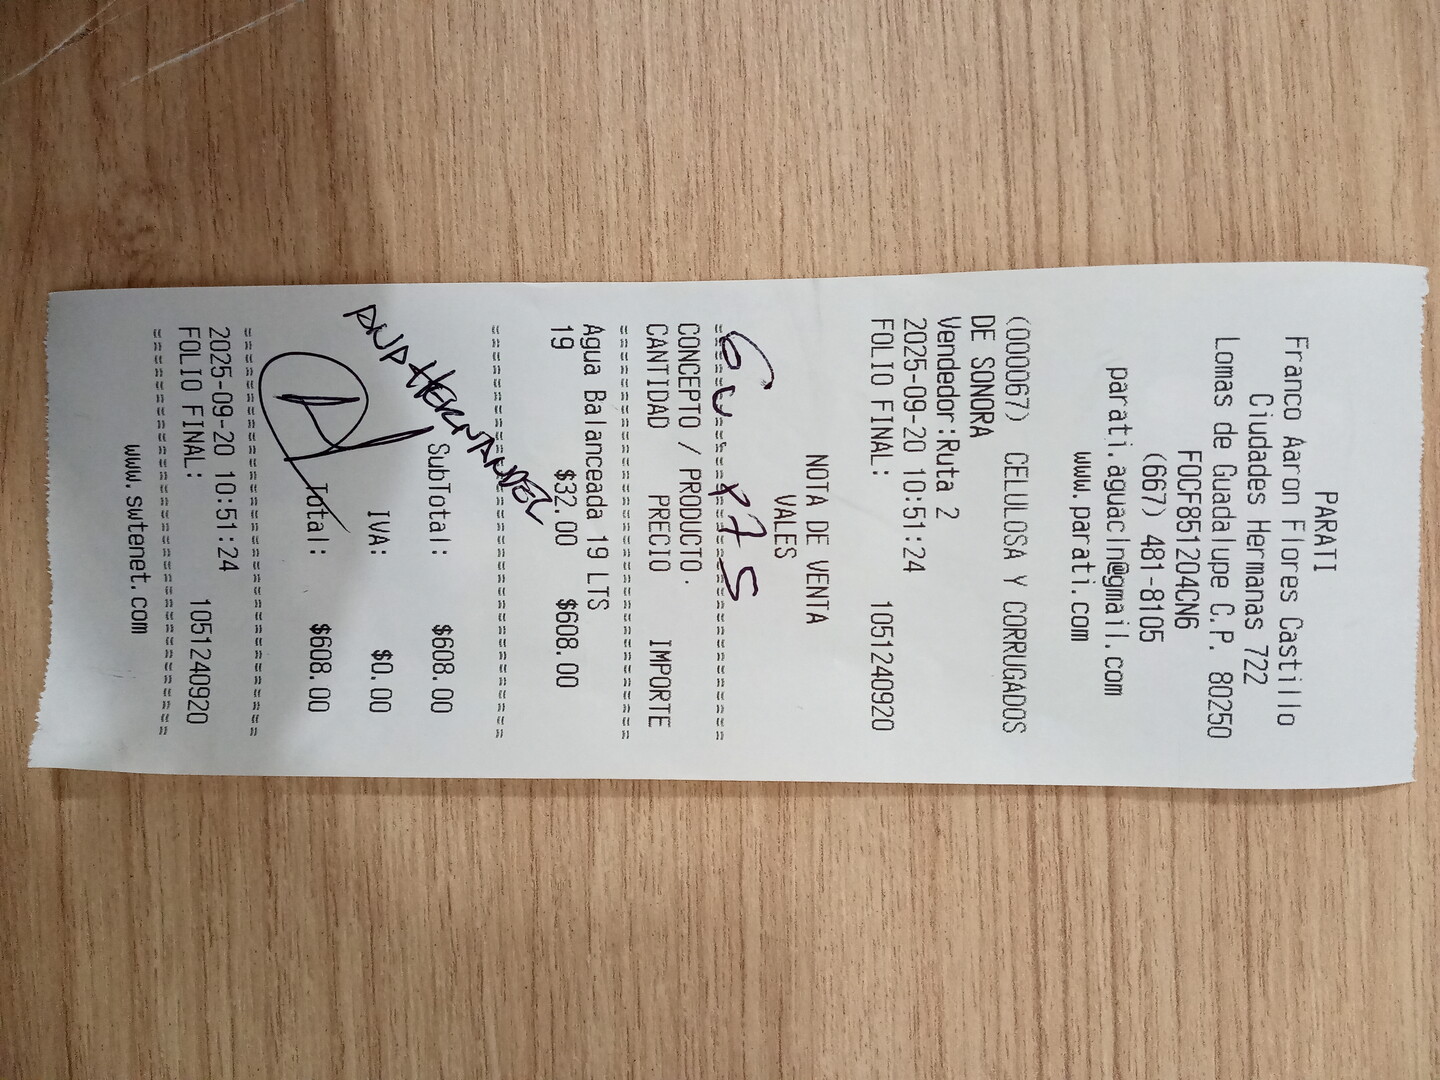 PARATI
Franco Aaron Flores Castillo
Ciudades Hermanas 722
Lomas de Guadalupe C.P. 80250
FOCF851204CN6
(667) 481-8105
parati.aguacln@gmail.com
www.parati.com
(000067) CELULOSA Y CORRUGADOS
DE SONORA
Vendedor:Ruta 2
2025-09-20 10:51:24
FOLIO FINAL: 1051240920
NOTA DE VENTA
VALES
CONCEPTO / PRODUCTO.
CANTIDAD PRECIO IMPORTE
Agua Balanceada 19 LTS
19 $32.00 $608.00
ANA HERNANDEZ
SubTotal: $608.00
IVA: $0.00
Total: $608.00
2025-09-20 10:51:24
FOLIO FINAL: 1051240920
www.swtenet.com